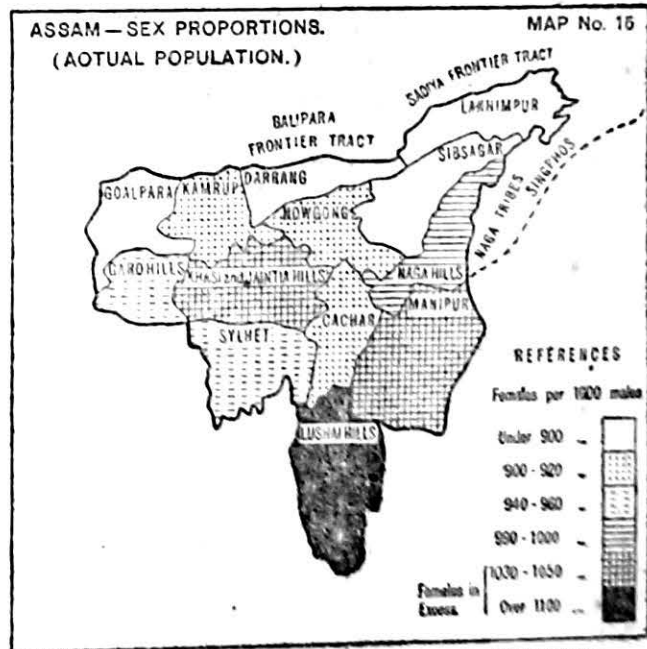 ASSAM — SEX PROPORTIONS.
(AOTUAL POPULATION.)
MAP No. 16
SADIYA FRONTIER TRACT
LAKHIMPUR
BALIPARA
FRONTIER TRACT
SIBSAGAR
GOALPARA
KAMRUP
DARRANG
NOWGONG
NAGA TRIBES
SINGPHOS
GARO HILLS
KHASI and JAINTIA HILLS
NAGA HILLS
MANIPUR
CACHAR
SYLHET
LUSHAI HILLS
REFERENCES
Females per 1000 males
Under 900
900 - 920
940 - 960
990 - 1000
1030 - 1050
Females in
Excess.
Over 1100